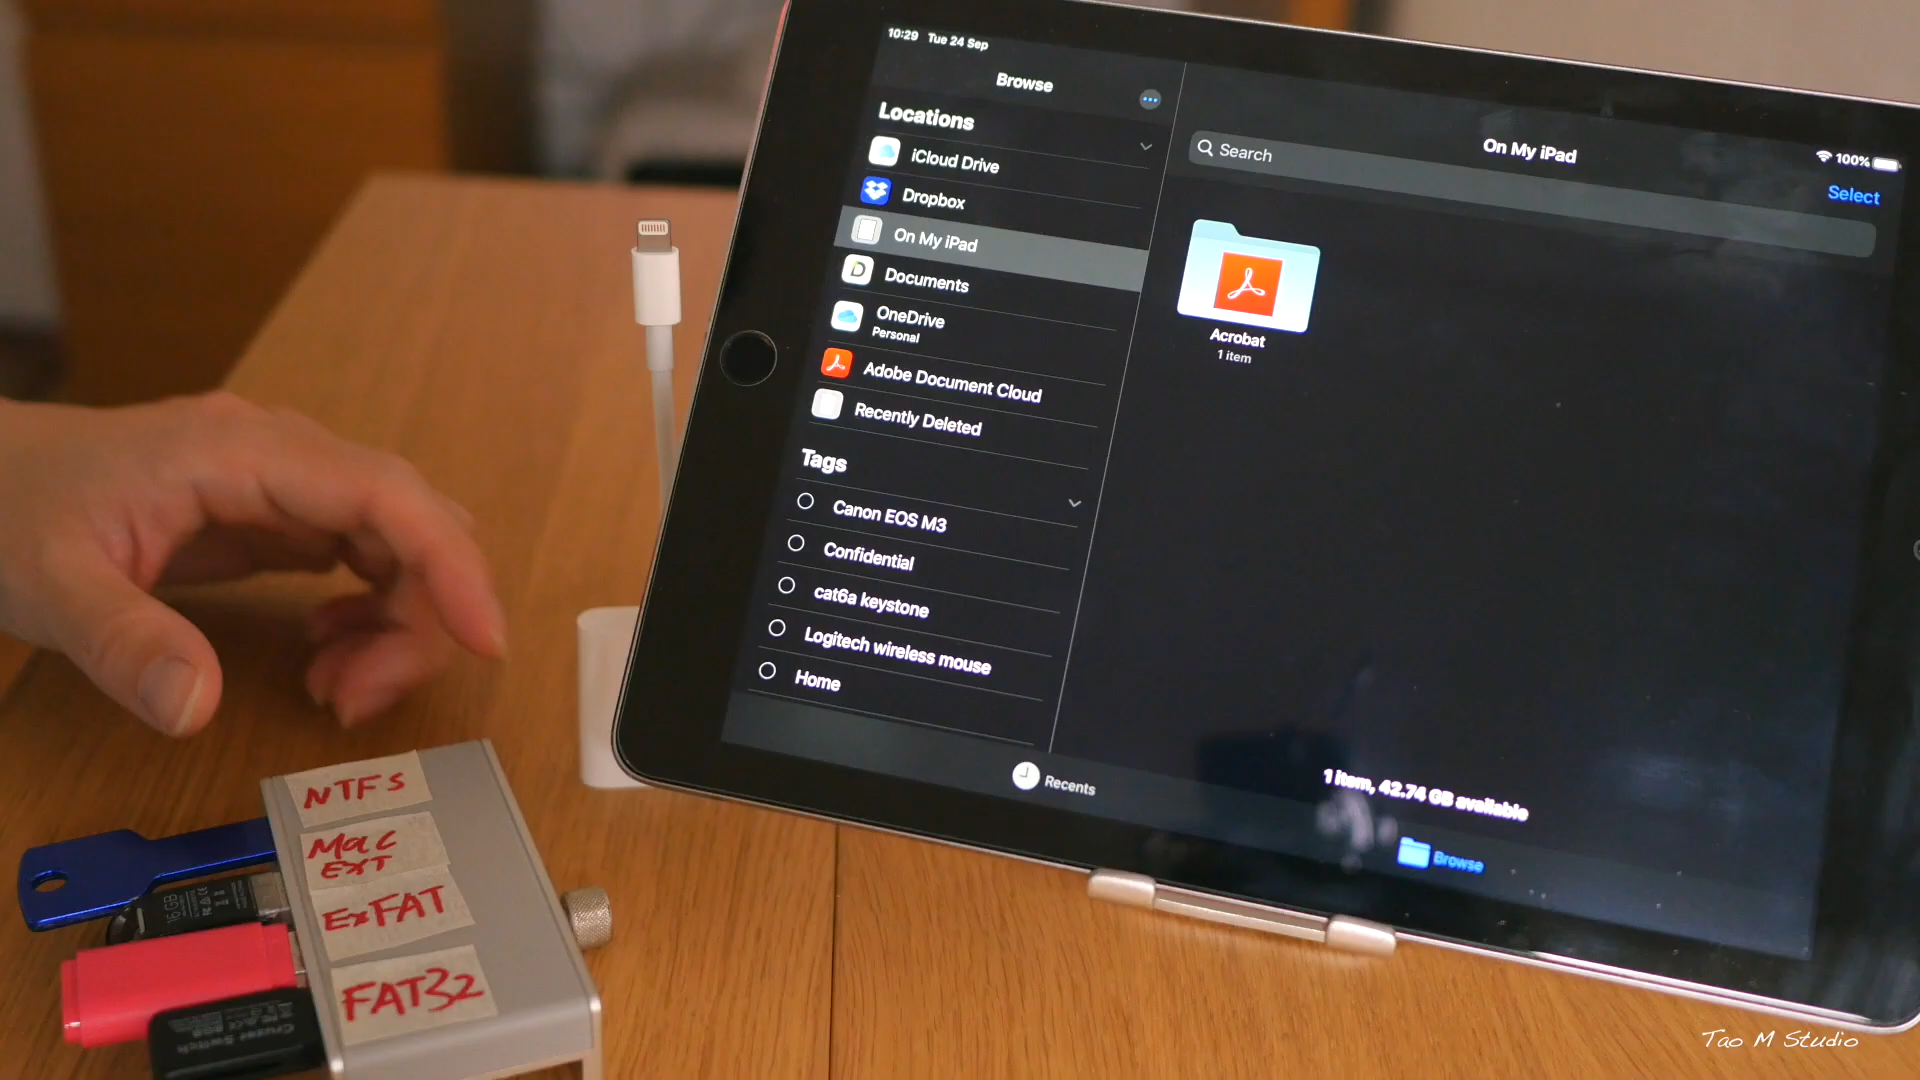 10:29 Tue 24 Sep
Browse
Locations
iCloud Drive
Dropbox
On My iPad
Documents
OneDrive
Personal
Adobe Document Cloud
Recently Deleted
Tags
Canon EOS M3
Confidential
cat6a keystone
Logitech wireless mouse
Home
Recents
On My iPad
100%
Search
Select
Acrobat
1 item
1 item, 42.74 GB available
Browse
NTFS
Mac
EXT
ExFAT
FAT32
16GB
Cruzer Switch
Tao M Studio